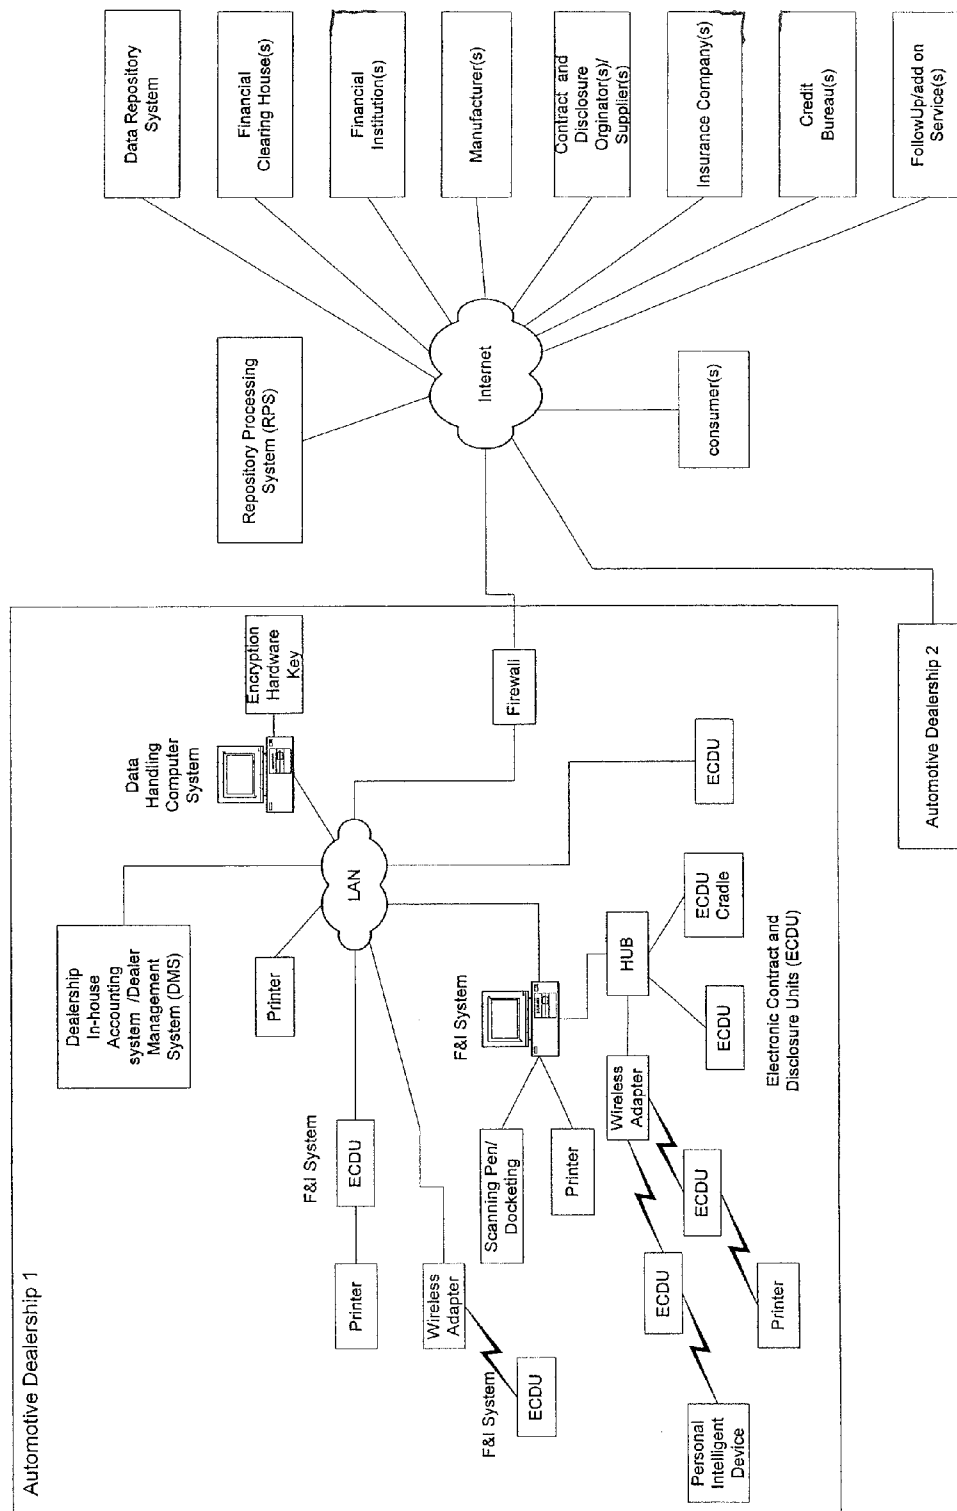 Automotive Dealership 1
Dealership
In-house
Accounting
system /Dealer
Management
System (DMS)
Data
Handling
Computer
System
Encryption
Hardware
Key
Printer
LAN
Firewall
F&I System
Printer
ECDU
Wireless
Adapter
F&I System
ECDU
F&I System
Scanning Pen/
Docketing
Printer
HUB
ECDU
Wireless
Adapter
ECDU
ECDU
Cradle
ECDU
ECDU
Personal
Intelligent
Device
Printer
Electronic Contract and
Disclosure Units (ECDU)
Automotive Dealership 2
Repository Processing
System (RPS)
Internet
consumer(s)
Data Repository
System
Financial
Clearing House(s)
Financial
Institution(s)
Manufacturer(s)
Contract and
Disclosure
Orginator(s)/
Supplier(s)
Insurance Company(s)
Credit
Bureau(s)
FollowUp/add on
Service(s)